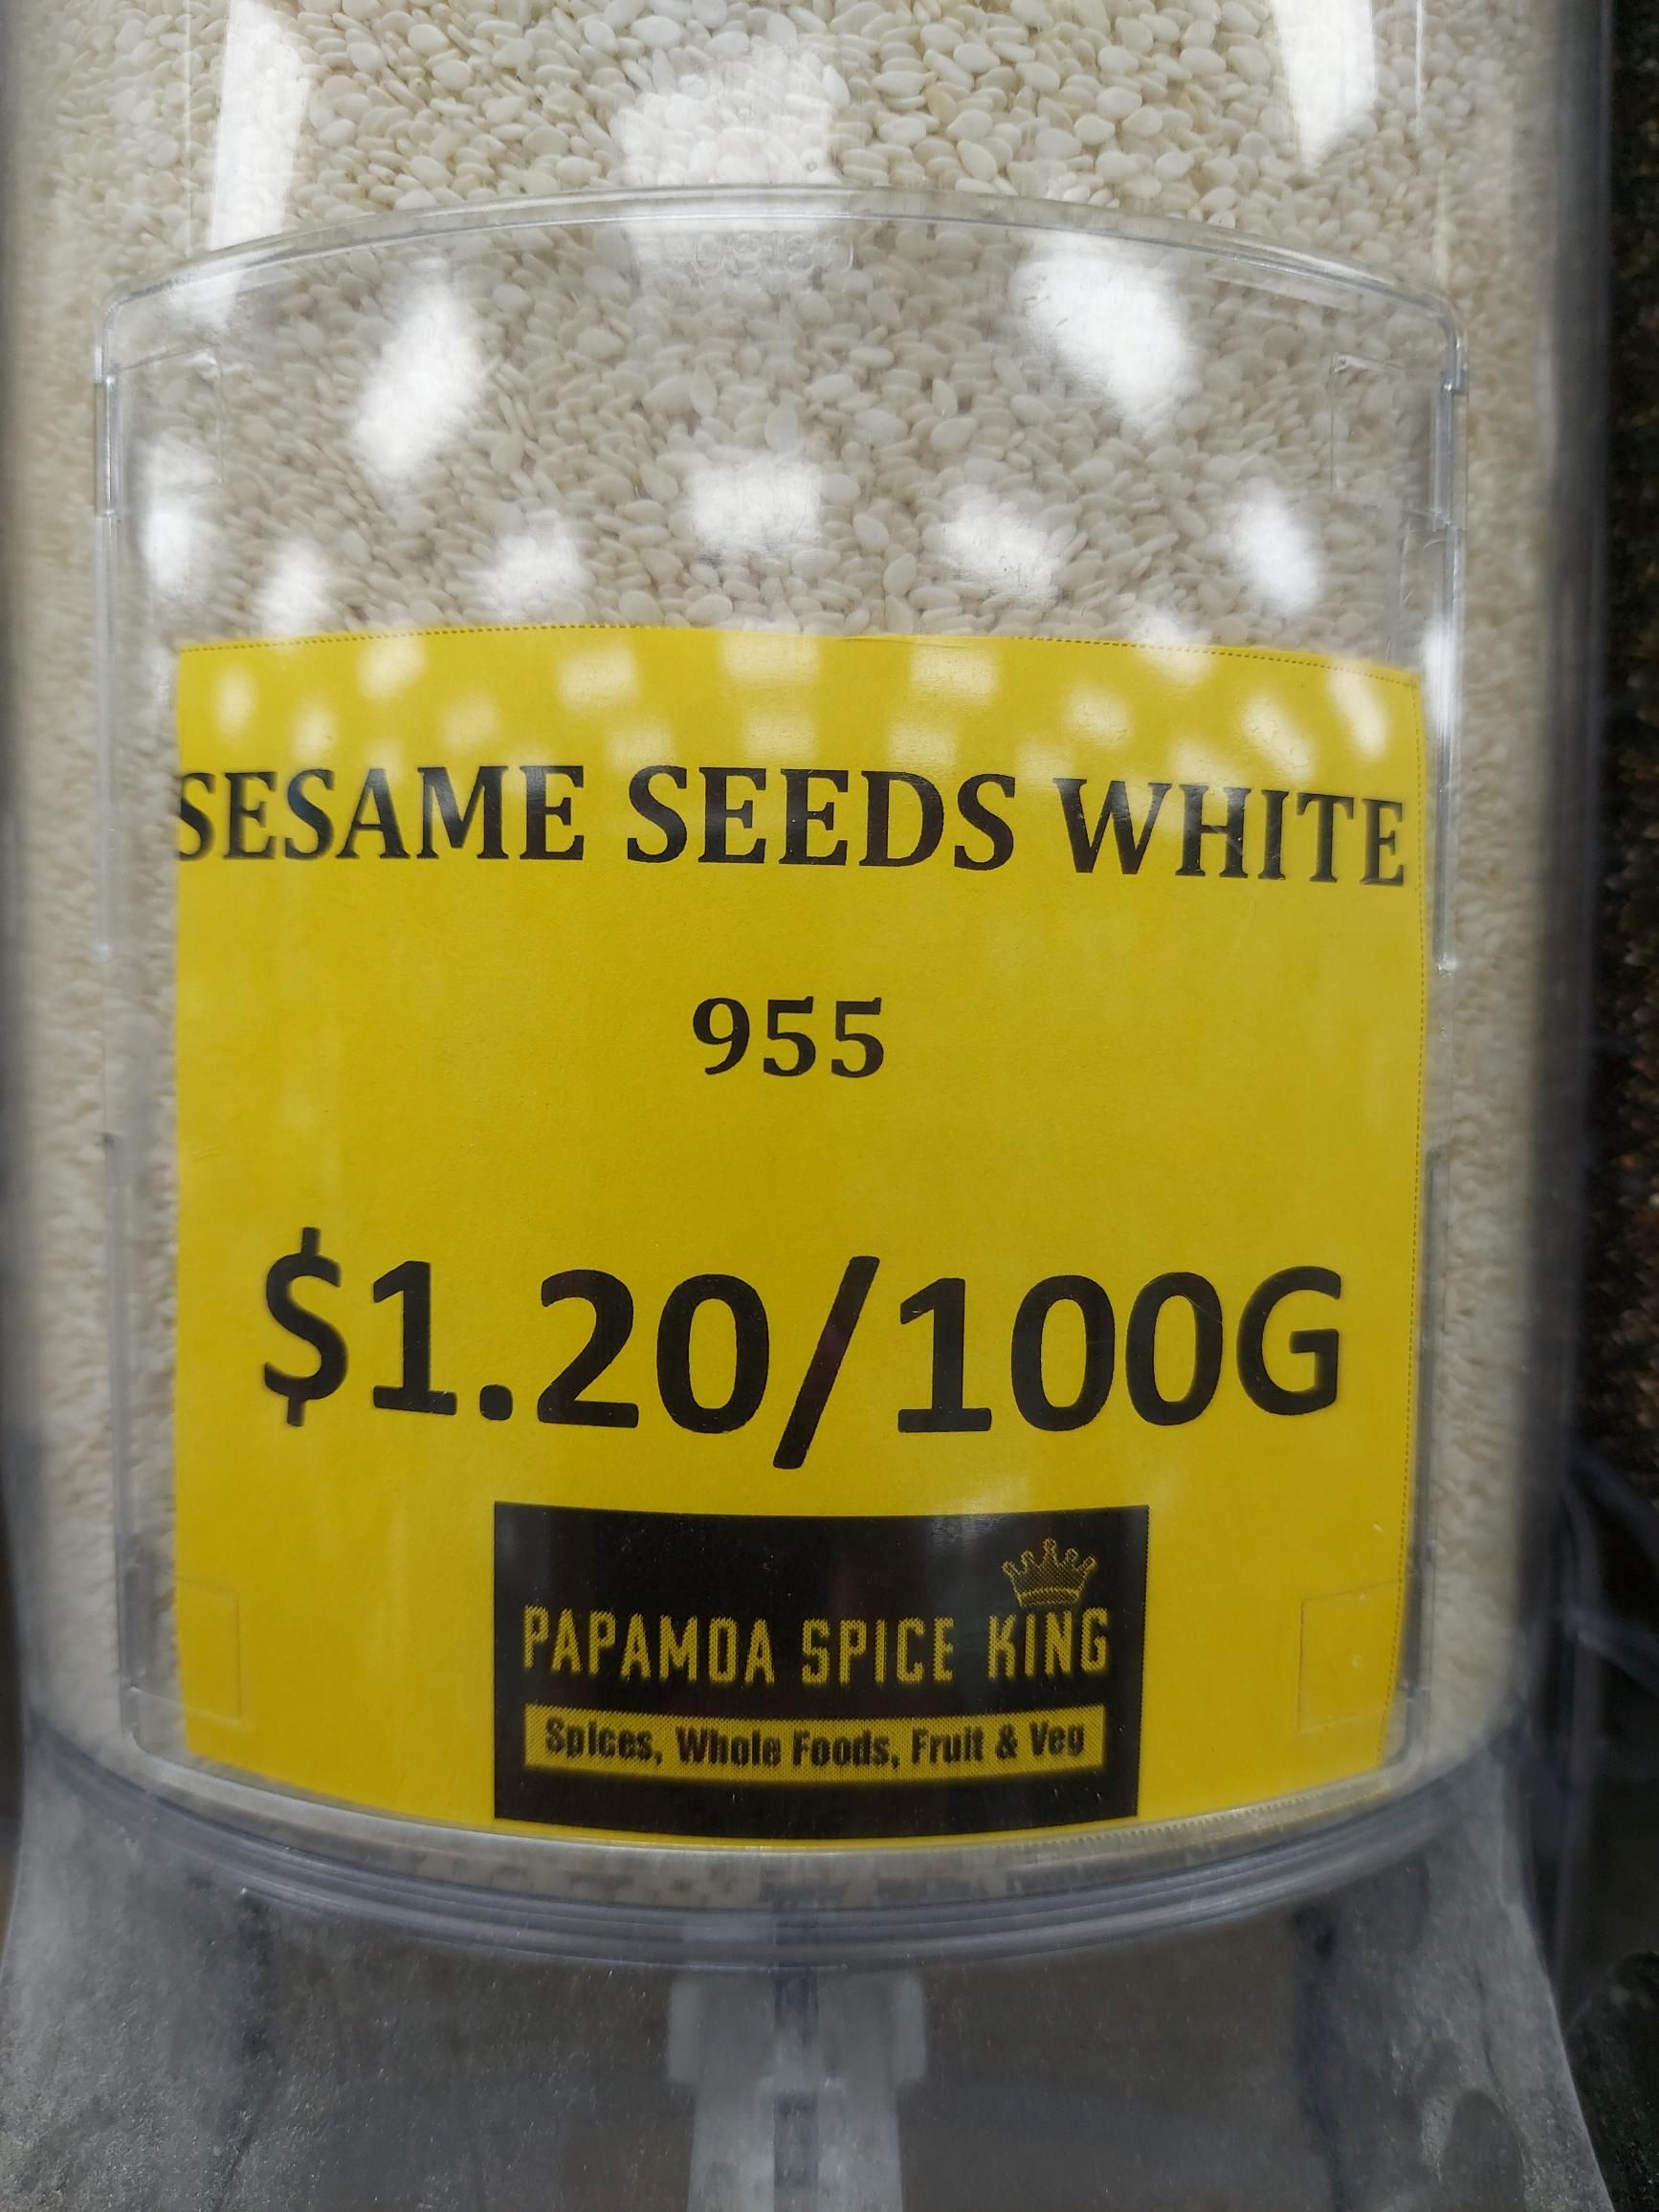 SESAME SEEDS WHITE
955
$1.20/100G
PAPAMOA SPICE KING
Spices, Whole Foods, Fruit & Veg